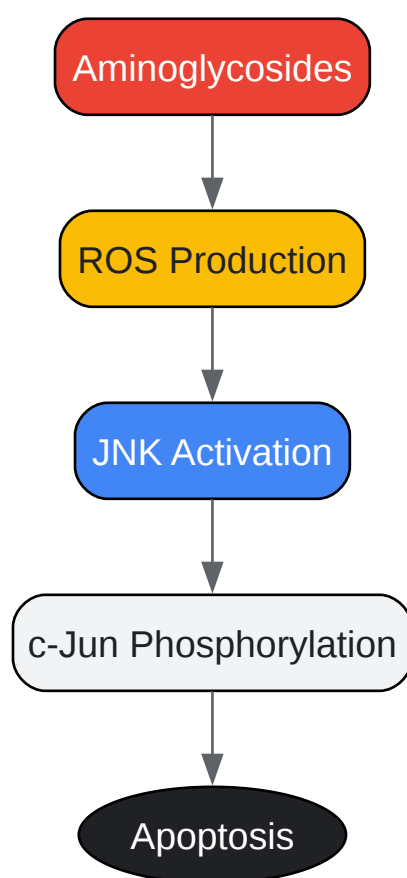 Aminoglycosides
ROS Production
JNK Activation
c-Jun Phosphorylation
Apoptosis